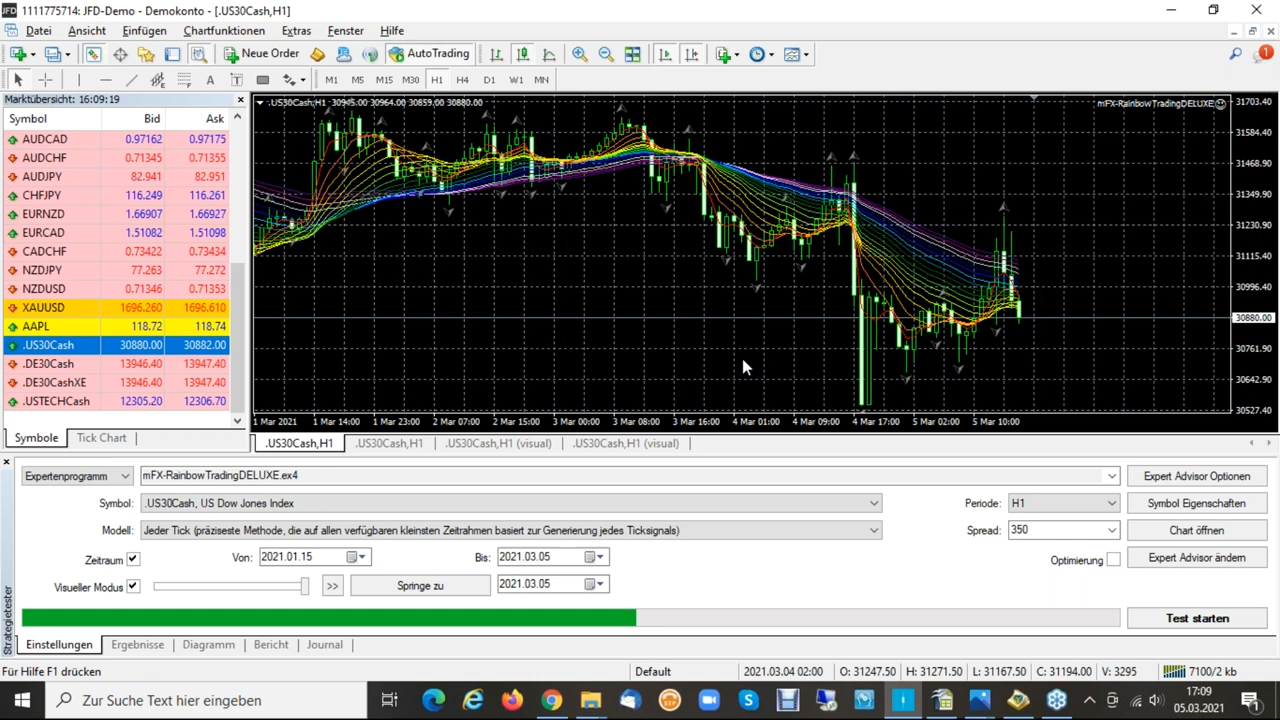 1111775714: JFD-Demo - Demokonto - [.US30Cash,H1]
Datei Ansicht Einfügen Chartfunktionen Extras Fenster Hilfe
New Order AutoTrading 1
M1 M5 M15 M30 H1 H4 D1 W1 MN
Marktübersicht: 16:09:19
Symbol Bid Ask
AUDCAD 0.97162 0.97175
AUDCHF 0.71345 0.71355
AUDJPY 82.941 82.951
CHFJPY 116.249 116.261
EURNZD 1.66907 1.66927
EURCAD 1.51082 1.51098
CADCHF 0.73422 0.73434
NZDJPY 77.263 77.272
NZDUSD 0.71346 0.71353
XAUUSD 1696.260 1696.610
AAPL 118.72 118.74
.US30Cash 30880.00 30882.00
.DE30Cash 13946.40 13947.40
.DE30CashXE 13946.40 13946.40
.USTECHCash 12305.20 12306.70
Symbole Tick Chart
.US30Cash,H1 30945.00 30964.00 30859.00 30880.00
mFX-RainbowTradingDELUXE
31703.40
31584.40
31468.90
31349.90
31230.90
31115.40
30996.40
30880.00
30761.90
30642.90
30527.40
1 Mar 2021 1 Mar 14:00 1 Mar 23:00 2 Mar 07:00 2 Mar 15:00 3 Mar 00:00 3 Mar 08:00 3 Mar 16:00 4 Mar 01:00 4 Mar 09:00 4 Mar 17:00 5 Mar 02:00 5 Mar 10:00
.US30Cash,H1 .US30Cash,H1 .US30Cash,H1 (visual) .US30Cash,H1 (visual)
Expertenprogramm mFX-RainbowTradingDELUXE.ex4 Expert Advisor Optionen
Symbol: .US30Cash, US Dow Jones Index Periode: H1 Symbol Eigenschaften
Modell: Jeder Tick (präziseste Methode, die auf allen verfügbaren kleinsten Zeitrahmen basiert zur Generierung jedes Ticksignals) Spread: 350 Chart öffnen
Zeitraum Von: 2021.01.15 Bis: 2021.03.05 Optimierung Expert Advisor ändern
Visueller Modus >> Springe zu 2021.03.05
Test starten
Strategietester
Einstellungen Ergebnisse Diagramm Bericht Journal
Für Hilfe F1 drücken Default 2021.03.04 02:00 O: 31247.50 H: 31271.50 L: 31167.50 C: 31194.00 V: 3295 7100/2 kb
Zur Suche Text hier eingeben
17:09
05.03.2021
1